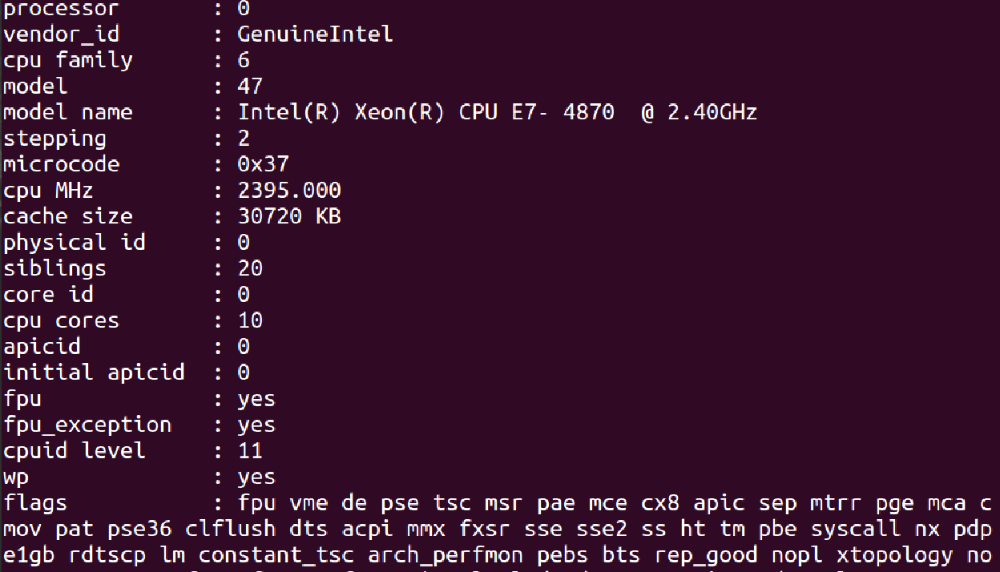 processor : 0
vendor_id : GenuineIntel
cpu family : 6
model : 47
model name : Intel(R) Xeon(R) CPU E7- 4870  @ 2.40GHz
stepping : 2
microcode : 0x37
cpu MHz : 2395.000
cache size : 30720 KB
physical id : 0
siblings : 20
core id : 0
cpu cores : 10
apicid : 0
initial apicid : 0
fpu : yes
fpu_exception : yes
cpuid level : 11
wp : yes
flags : fpu vme de pse tsc msr pae mce cx8 apic sep mtrr pge mca c
mov pat pse36 clflush dts acpi mmx fxsr sse sse2 ss ht tm pbe syscall nx pdp
e1gb rdtscp lm constant_tsc arch_perfmon pebs bts rep_good nopl xtopology no